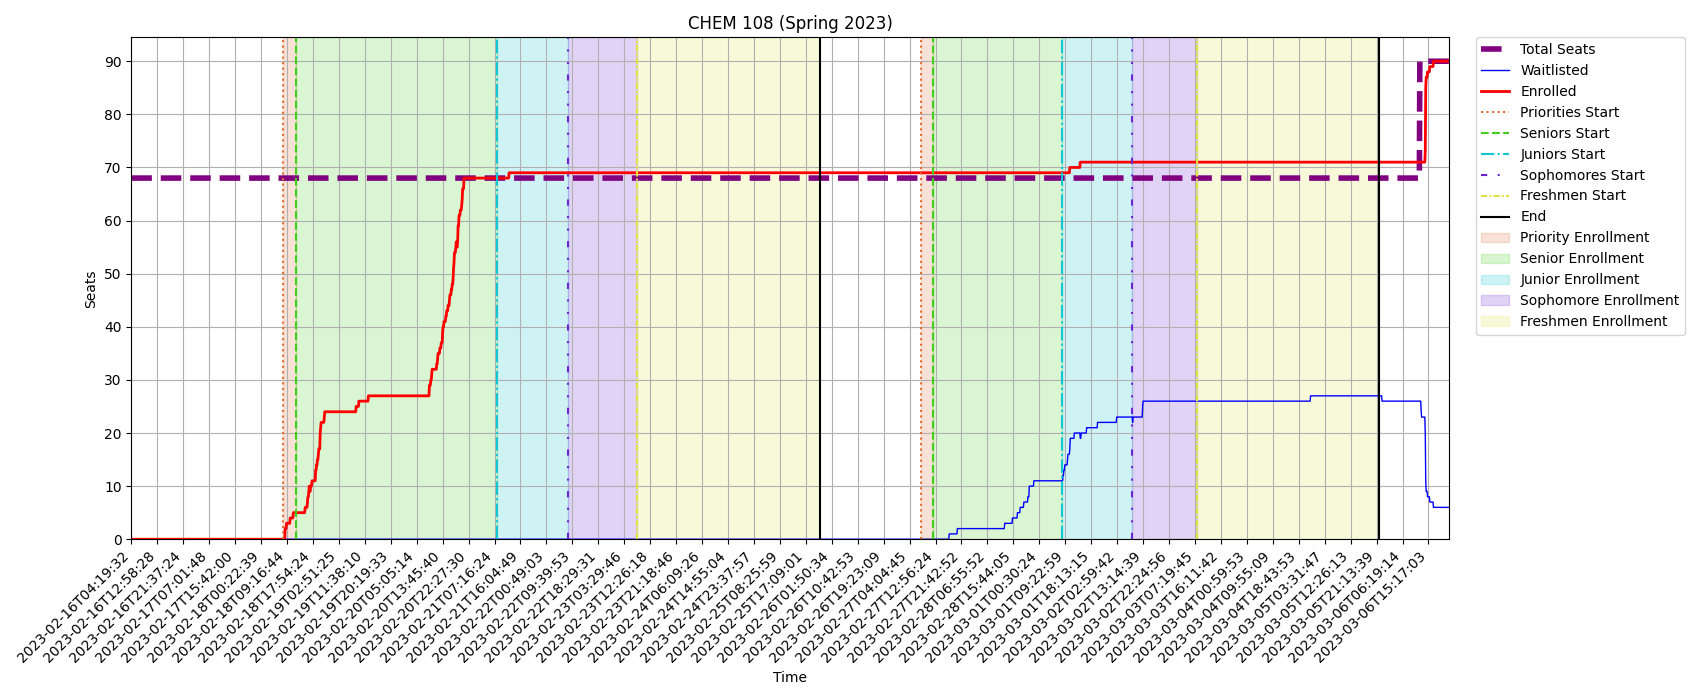 CHEM 108 (Spring 2023)
90
80
70
60
50
40
30
20
10
0
Seats
2023-02-16T04:19:32
2023-02-16T12:58:28
2023-02-16T21:37:24
2023-02-17T07:01:48
2023-02-17T15:42:00
2023-02-18T00:22:39
2023-02-18T09:16:44
2023-02-18T17:54:24
2023-02-19T02:51:25
2023-02-19T11:38:10
2023-02-19T20:19:33
2023-02-20T05:05:14
2023-02-20T13:45:40
2023-02-20T22:27:30
2023-02-21T07:16:24
2023-02-21T16:04:49
2023-02-22T00:49:03
2023-02-22T09:39:53
2023-02-22T18:29:31
2023-02-23T03:29:46
2023-02-23T12:26:18
2023-02-23T21:18:46
2023-02-24T06:09:26
2023-02-24T14:55:04
2023-02-24T23:37:57
2023-02-25T08:25:59
2023-02-25T17:09:01
2023-02-26T01:50:34
2023-02-26T10:42:53
2023-02-26T19:23:09
2023-02-27T04:04:45
2023-02-27T12:56:24
2023-02-27T21:42:52
2023-02-28T06:55:52
2023-02-28T15:44:05
2023-03-01T00:30:24
2023-03-01T09:22:59
2023-03-01T18:13:15
2023-03-02T02:59:42
2023-03-02T13:14:39
2023-03-02T22:24:56
2023-03-03T07:19:45
2023-03-03T16:11:42
2023-03-04T00:59:53
2023-03-04T09:55:09
2023-03-04T18:43:53
2023-03-05T03:31:47
2023-03-05T12:26:13
2023-03-05T21:13:39
2023-03-06T06:19:14
2023-03-06T15:17:03
Time
Total Seats
Waitlisted
Enrolled
Priorities Start
Seniors Start
Juniors Start
Sophomores Start
Freshmen Start
End
Priority Enrollment
Senior Enrollment
Junior Enrollment
Sophomore Enrollment
Freshmen Enrollment